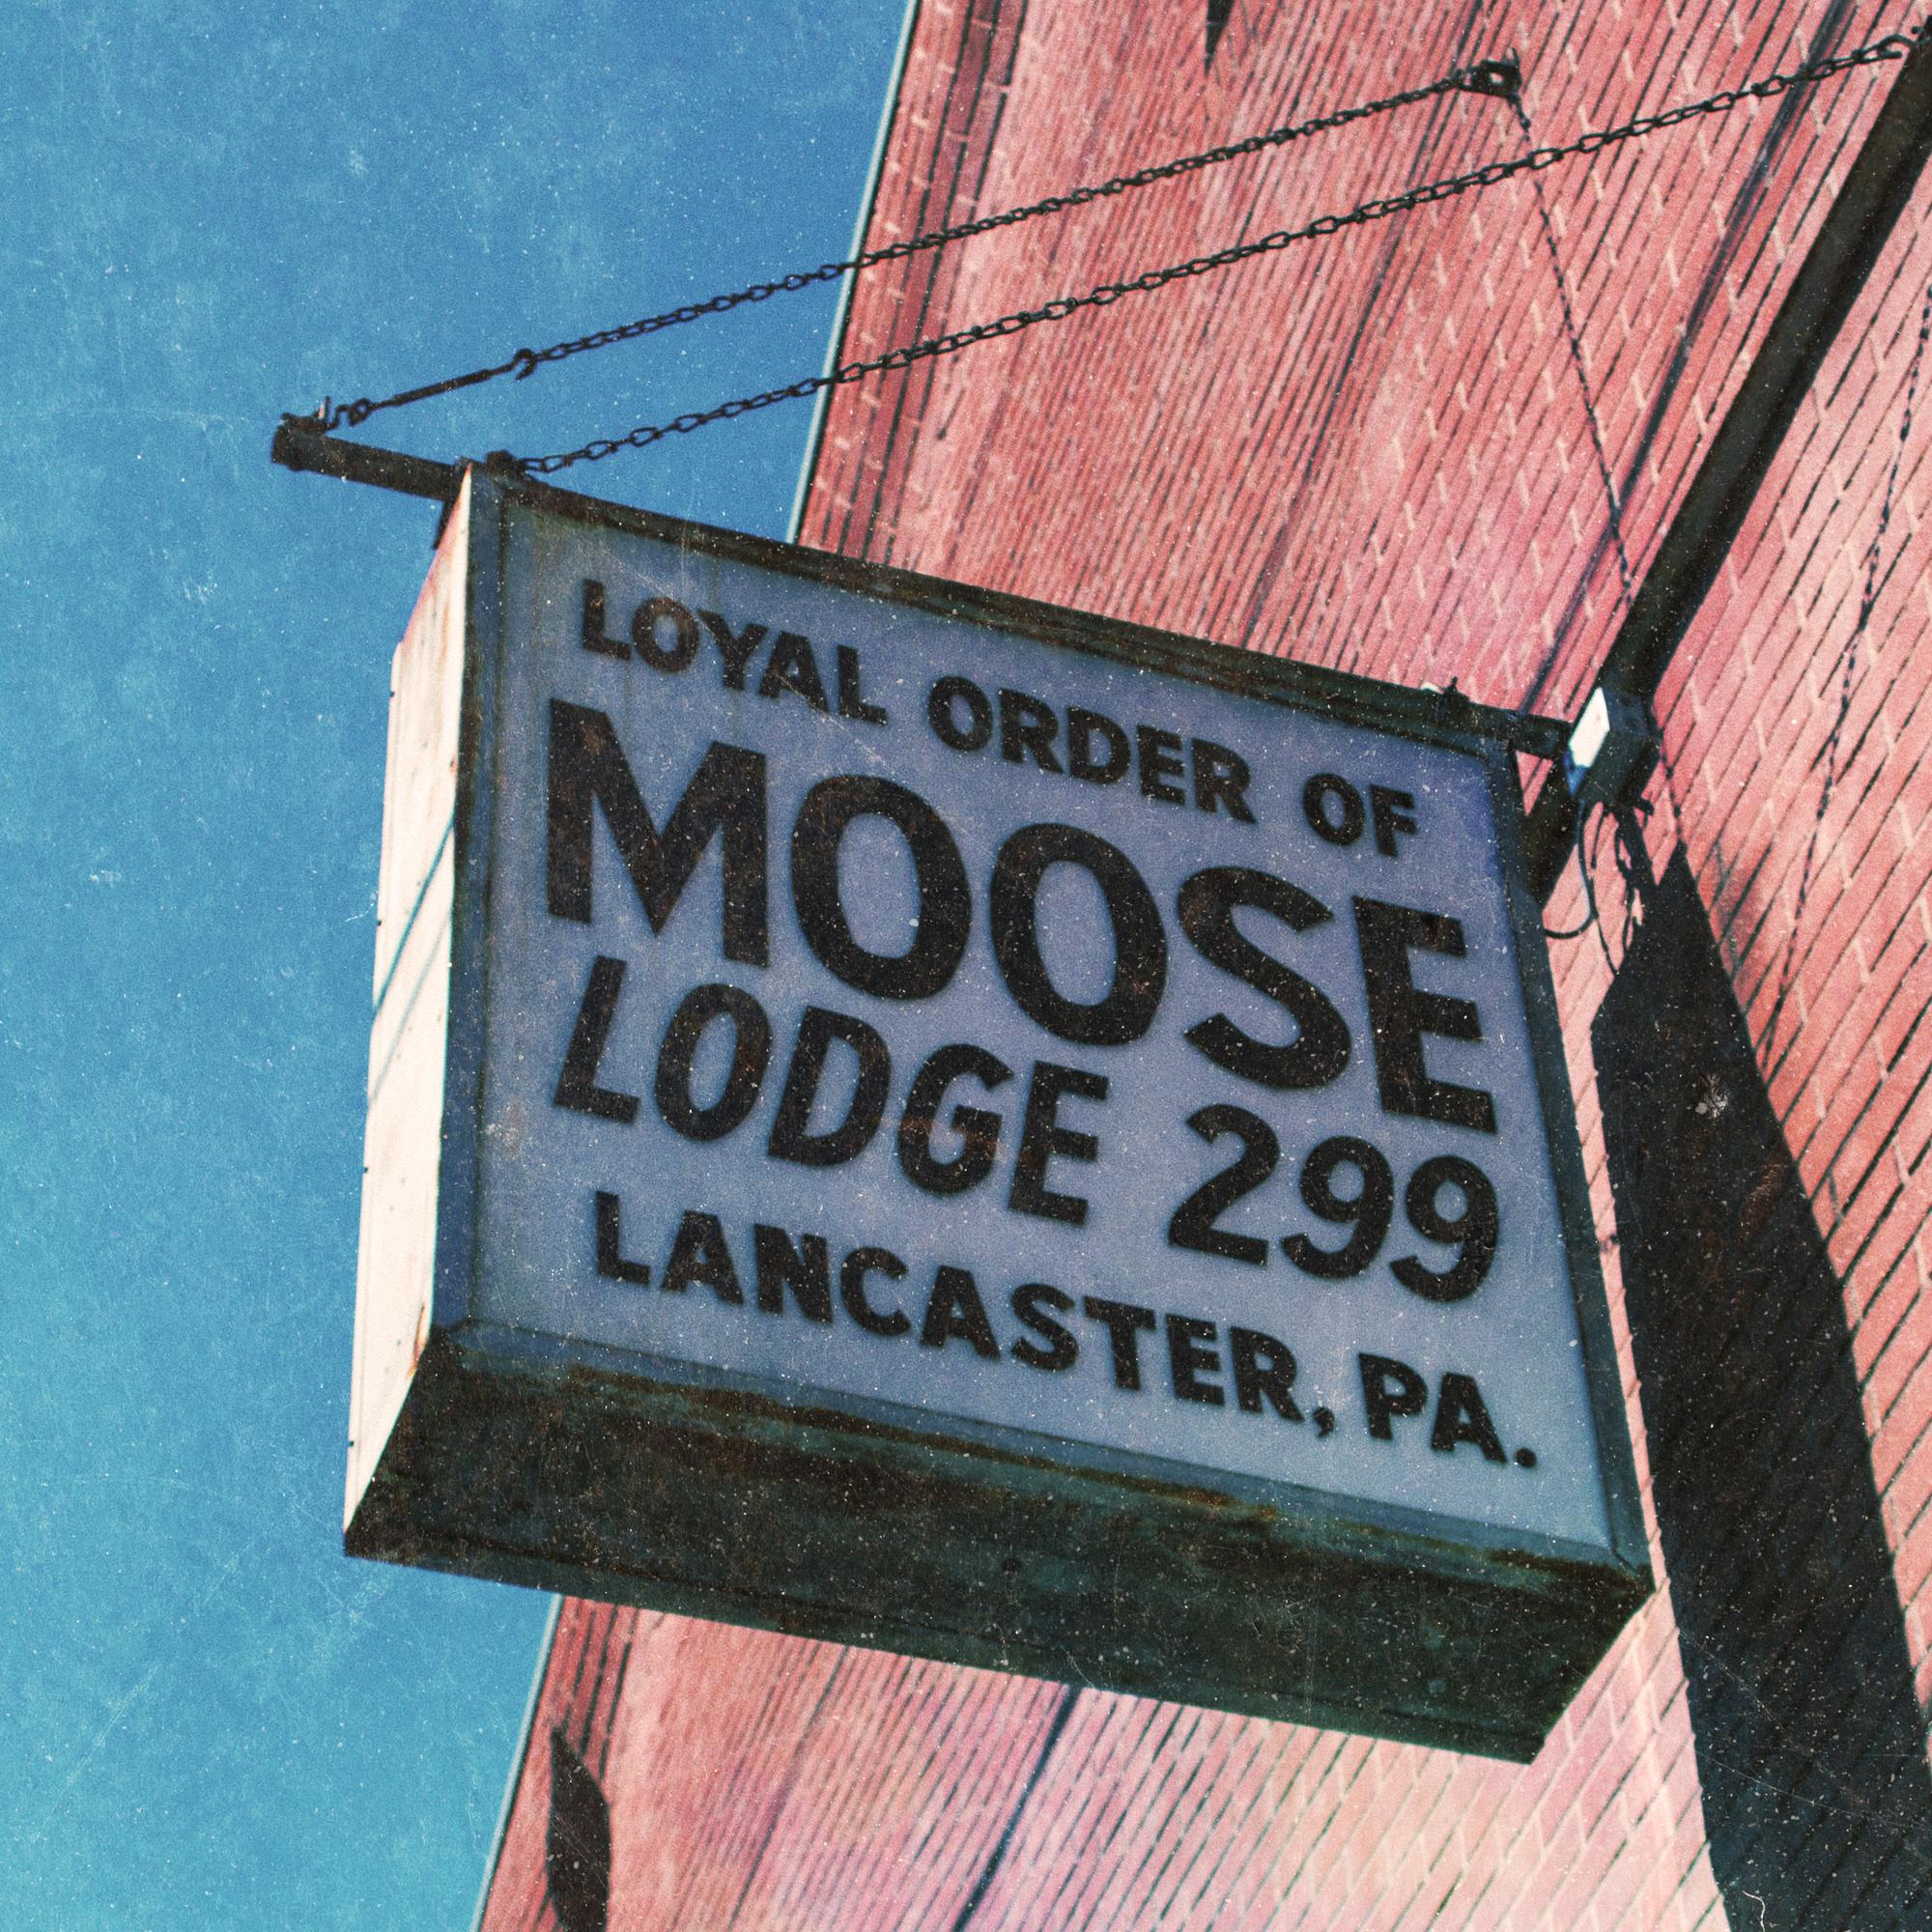 LOYAL ORDER OF
MOOSE
LODGE 299
LANCASTER, PA.